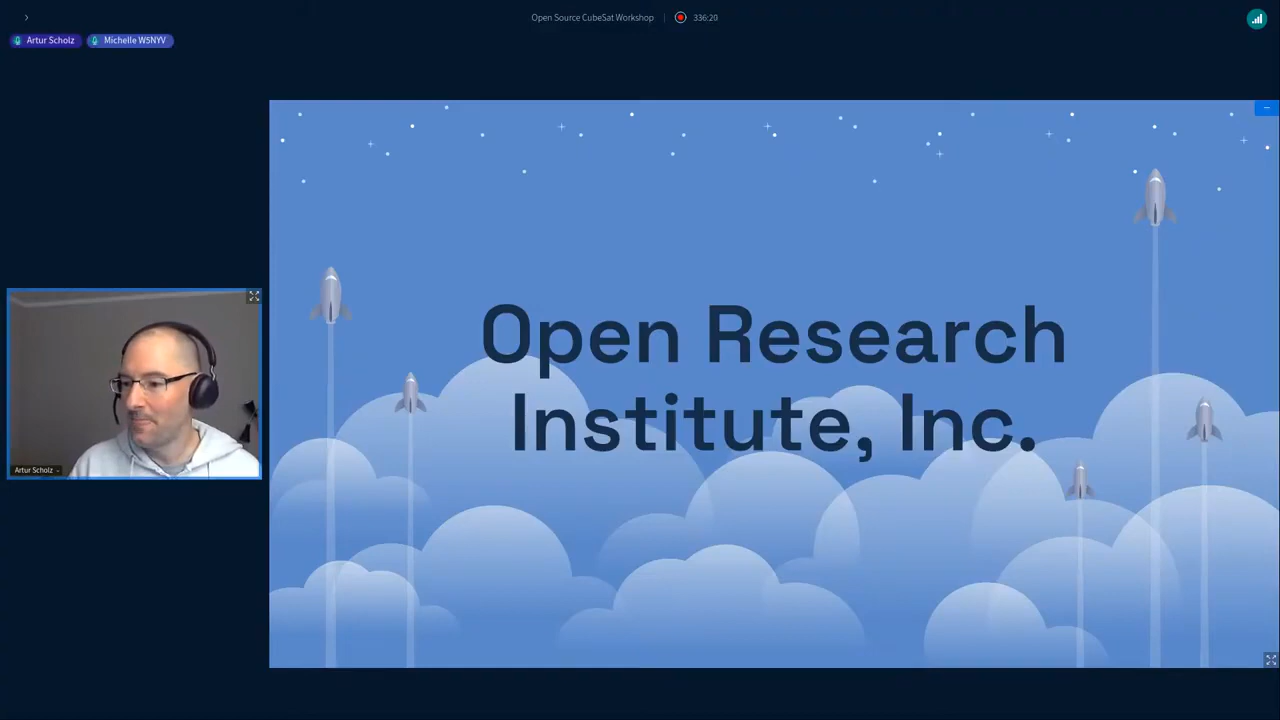 Open Source CubeSat Workshop
336:20
Artur Scholz
Michelle W5NYV
Open Research
Institute, Inc.
Artur Scholz